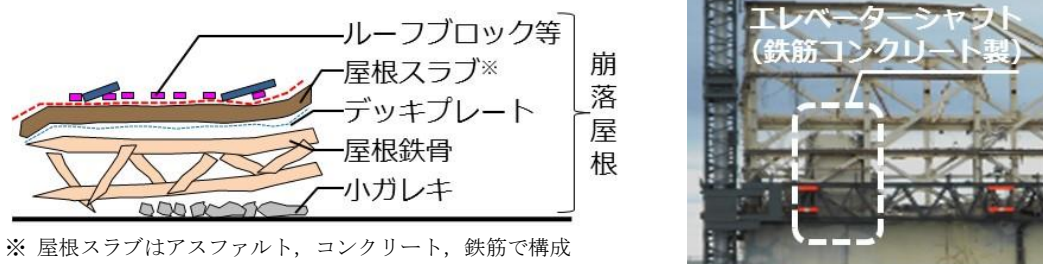 ルーフブロック等
屋根スラブ※
デッキプレート
屋根鉄骨
小ガレキ
崩落屋根
※ 屋根スラブはアスファルト，コンクリート，鉄筋で構成
エレベーターシャフト
(鉄筋コンクリート製)